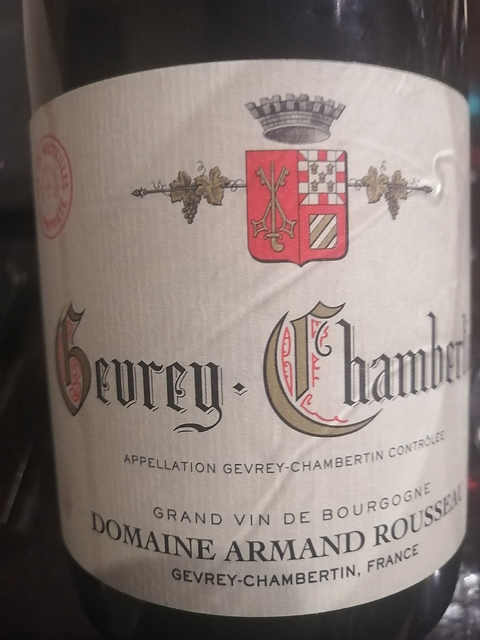 Gevrey-Chambert
APPELLATION GEVREY-CHAMBERTIN CONTRÔLÉE
GRAND VIN DE BOURGOGNE
DOMAINE ARMAND ROUSSEAU
GEVREY-CHAMBERTIN, FRANCE